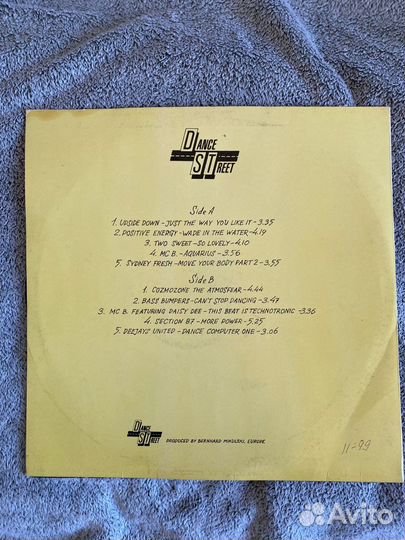 DANCE
STREET
Side A
1. UPSIDE DOWN - JUST THE WAY YOU LIKE IT - 3.35
2. POSITIVE ENERGY - WADE IN THE WATER - 4.19
3. TWO SWEET - SO LOVELY - 4.10
4. MC B. - AQUARIUS - 3.56
5. SYDNEY FRESH - MOVE YOUR BODY PART 2 - 3.55
Side B
1. COZMOZONE THE ATMOSFEAR - 4.44
2. BASS BUMPERS - CAN'T STOP DANCING - 3.47
3. MC B. FEATURING DAISY DEE - THIS BEAT IS TECHNOTRONIC - 3.36
4. SECTION 87 - MORE POWER - 5.25
5. DEEJAYS UNITED - DANCE COMPUTER ONE - 3.06
DANCE
STREET
PRODUCED BY BERNHARD MIKULSKI, EUROPE
11-99
Avito